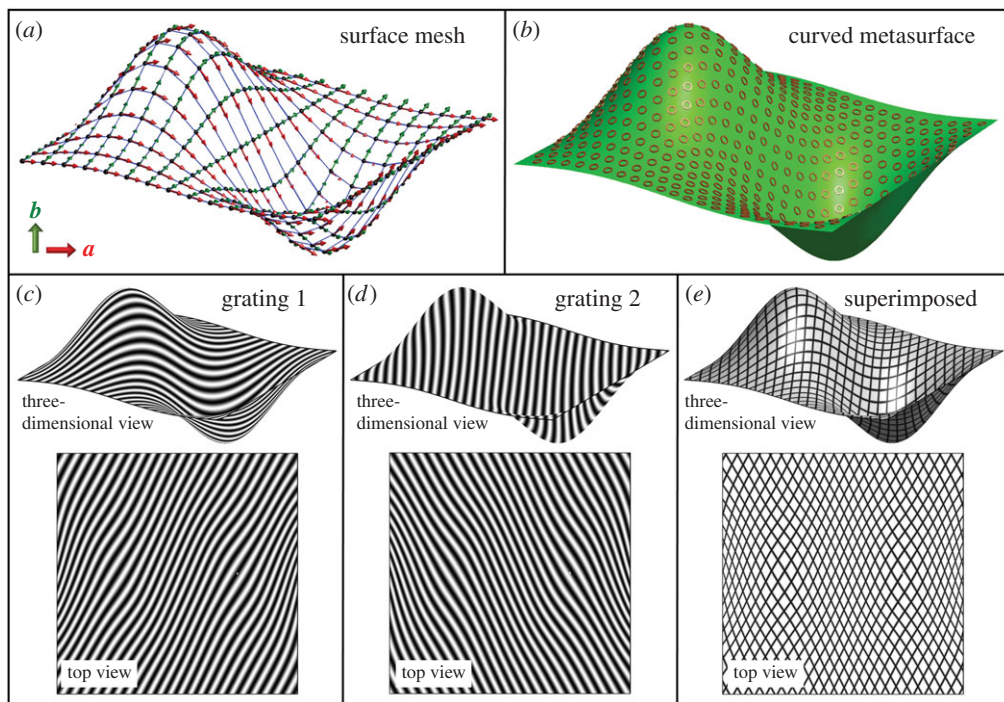 (a)
surface mesh
b
a
(b)
curved metasurface
(c)
grating 1
three-
dimensional view
top view
(d)
grating 2
three-
dimensional view
top view
(e)
superimposed
three-
dimensional view
top view